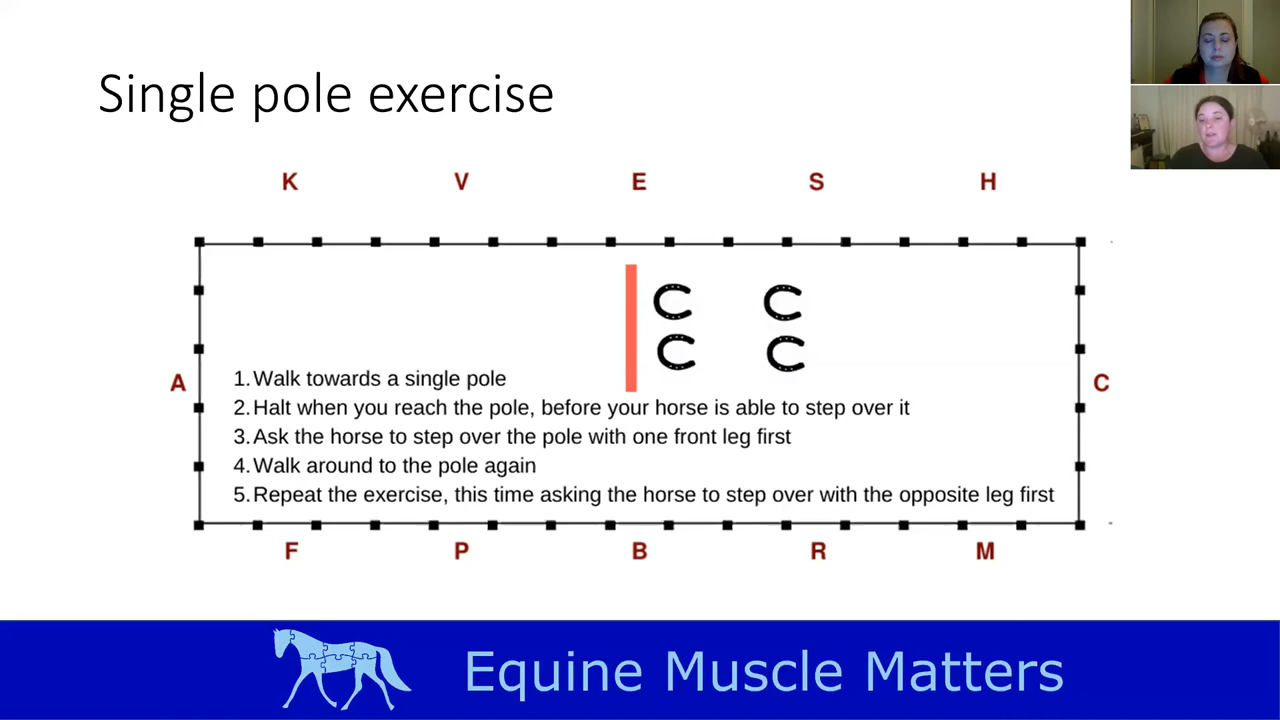 Single pole exercise
K V E S H
1. Walk towards a single pole
A C
2. Halt when you reach the pole, before your horse is able to step over it
3. Ask the horse to step over the pole with one front leg first
4. Walk around to the pole again
5. Repeat the exercise, this time asking the horse to step over with the opposite leg first
F P B R M
Equine Muscle Matters